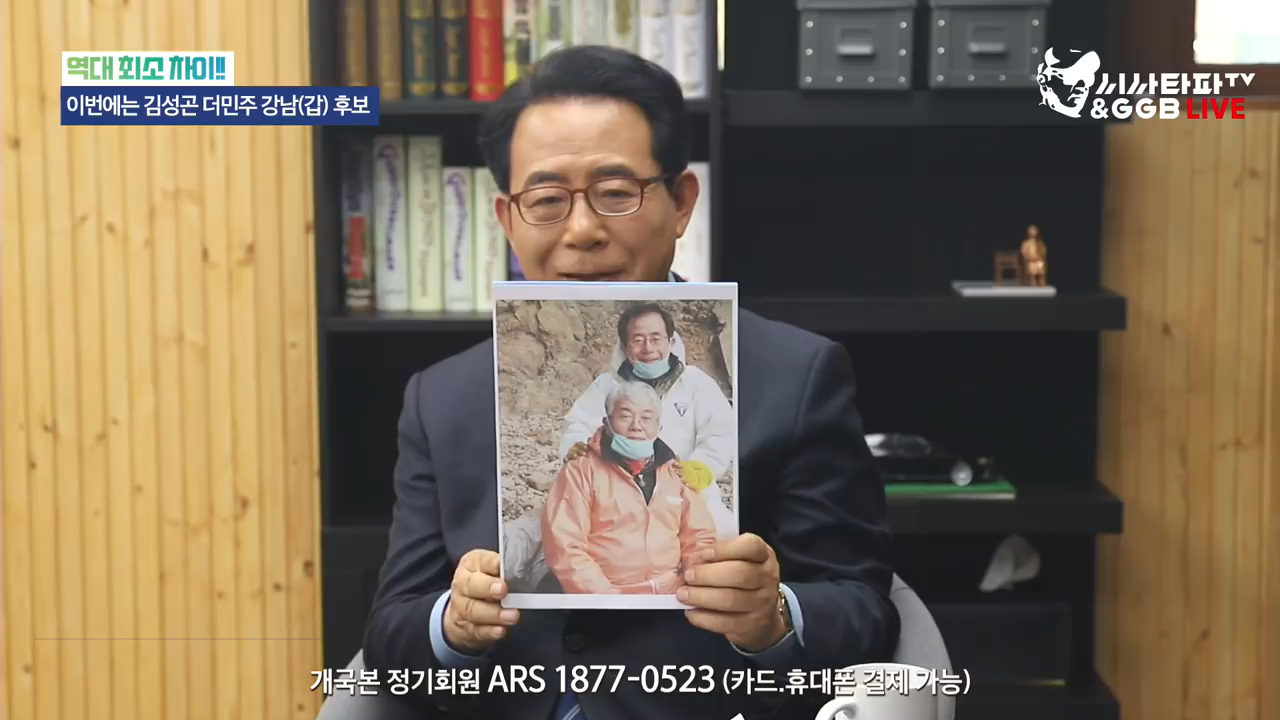 역대 최소 차이!!
이번에는 김성곤 더민주 강남(갑) 후보
씨사타파TV
&GGB LIVE
개국본 정기회원 ARS 1877-0523 (카드.휴대폰 결제 가능)